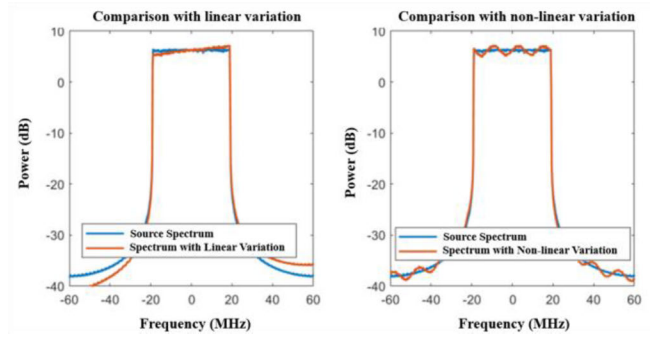 Comparison with linear variation
10
0
-10
-20
-30
-40
Power (dB)
Source Spectrum
Spectrum with Linear Variation
-60 -40 -20 0 20 40 60
Frequency (MHz)
Comparison with non-linear variation
10
0
-10
-20
-30
-40
Power (dB)
Source Spectrum
Spectrum with Non-linear Variation
-60 -40 -20 0 20 40 60
Frequency (MHz)